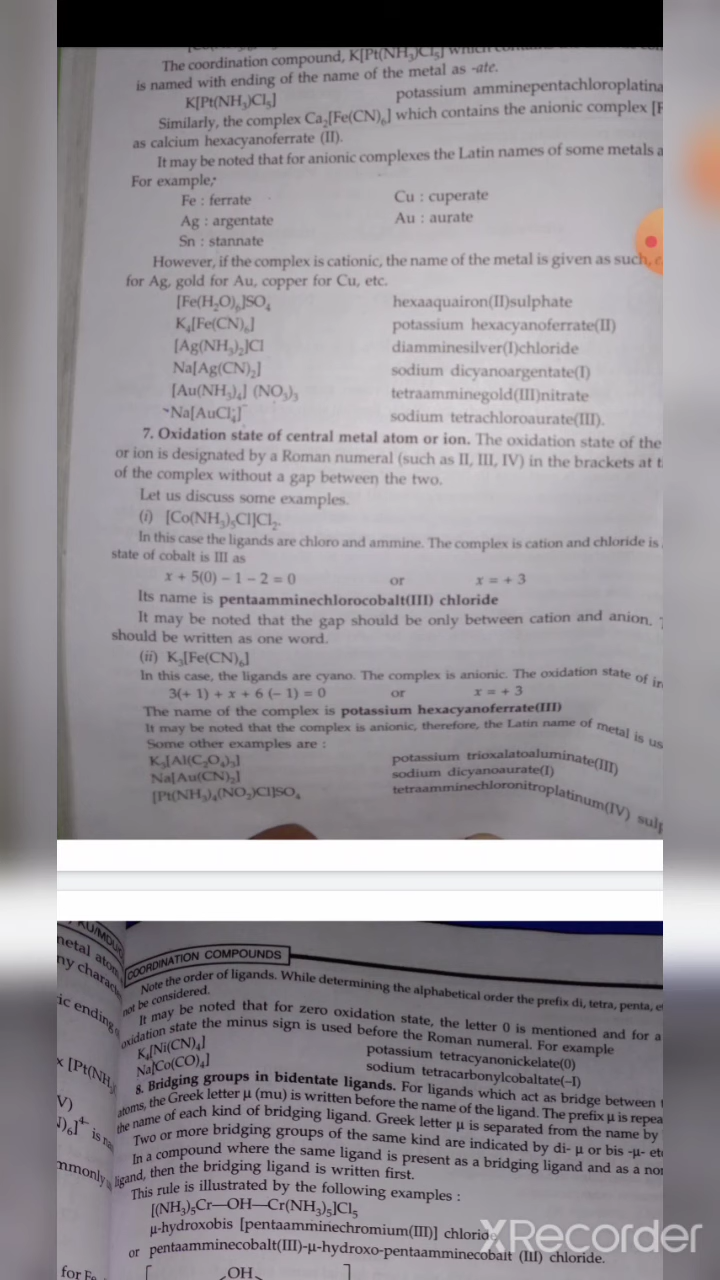 The coordination compound, K[Pt(NH₃)Cl₅] which
is named with ending of the name of the metal as -ate.
K[Pt(NH₃)Cl₅] potassium amminepentachloroplatina
Similarly, the complex Ca₂[Fe(CN)₆] which contains the anionic complex [F
as calcium hexacyanoferrate (II).
It may be noted that for anionic complexes the Latin names of some metals a
For example,
Fe : ferrate Cu : cuperate
Ag : argentate Au : aurate
Sn : stannate
However, if the complex is cationic, the name of the metal is given as such,
for Ag, gold for Au, copper for Cu, etc.
[Fe(H₂O)₆]SO₄ hexaaquairon(II)sulphate
K₄[Fe(CN)₆] potassium hexacyanoferrate(II)
[Ag(NH₃)₂]Cl diamminesilver(I)chloride
Na[Ag(CN)₂] sodium dicyanoargentate(I)
[Au(NH₃)₄] (NO₃)₃ tetraamminegold(III)nitrate
Na[AuCl₄] sodium tetrachloroaurate(III).
7. Oxidation state of central metal atom or ion. The oxidation state of the
or ion is designated by a Roman numeral (such as II, III, IV) in the brackets at t
of the complex without a gap between the two.
Let us discuss some examples.
(i) [Co(NH₃)₅Cl]Cl₂.
In this case the ligands are chloro and ammine. The complex is cation and chloride is
state of cobalt is III as
x + 5(0) – 1 – 2 = 0 or x = + 3
Its name is pentaamminechlorocobalt(III) chloride
It may be noted that the gap should be only between cation and anion.
should be written as one word.
(ii) K₃[Fe(CN)₆]
In this case, the ligands are cyano. The complex is anionic. The oxidation state of ir
3(+ 1) + x + 6 (– 1) = 0 or x = + 3
The name of the complex is potassium hexacyanoferrate(III)
It may be noted that the complex is anionic, therefore, the Latin name of metal is us
Some other examples are :
K₃[Al(C₂O₄)₃] potassium trioxalatoaluminate(III)
Na[Au(CN)₂] sodium dicyanoaurate(I)
[Pt(NH₃)₄(NO₂)Cl]SO₄ tetraamminechloronitroplatinum(IV) sulp
COORDINATION COMPOUNDS
Note the order of ligands. While determining the alphabetical order the prefix di, tetra, penta, e
not be considered.
It may be noted that for zero oxidation state, the letter 0 is mentioned and for a
oxidation state the minus sign is used before the Roman numeral. For example
K₄[Ni(CN)₄] potassium tetracyanonickelate(0)
Na[Co(CO)₄] sodium tetracarbonylcobaltate(–I)
8. Bridging groups in bidentate ligands. For ligands which act as bridge between
atoms, the Greek letter μ (mu) is written before the name of the ligand. The prefix μ is repea
the name of each kind of bridging ligand. Greek letter μ is separated from the name by
Two or more bridging groups of the same kind are indicated by di- μ or bis -μ- et
In a compound where the same ligand is present as a bridging ligand and as a no
ligand, then the bridging ligand is written first.
This rule is illustrated by the following examples :
[(NH₃)₅Cr—OH—Cr(NH₃)₅]Cl₅
μ-hydroxobis [pentaamminechromium(III)] chloride
or pentaamminecobalt(III)-μ-hydroxo-pentaamminecobalt (III) chloride.
OH
metal atom
ny charac
ic ending
x [Pt(NH₃
V)
)₆]⁴⁻ is
mmonly
for Fe
XRecorder